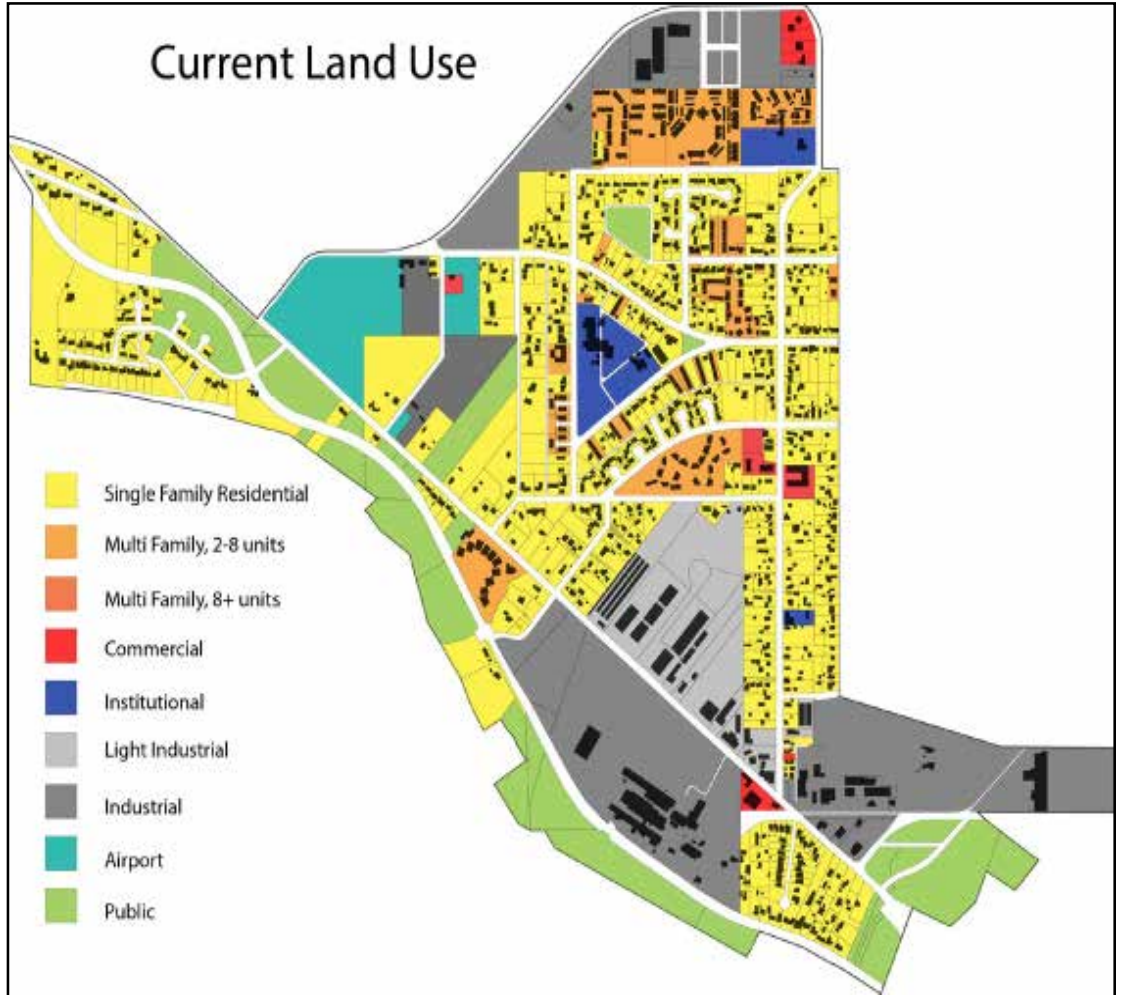 Current Land Use
Single Family Residential
Multi Family, 2-8 units
Multi Family, 8+ units
Commercial
Institutional
Light Industrial
Industrial
Airport
Public